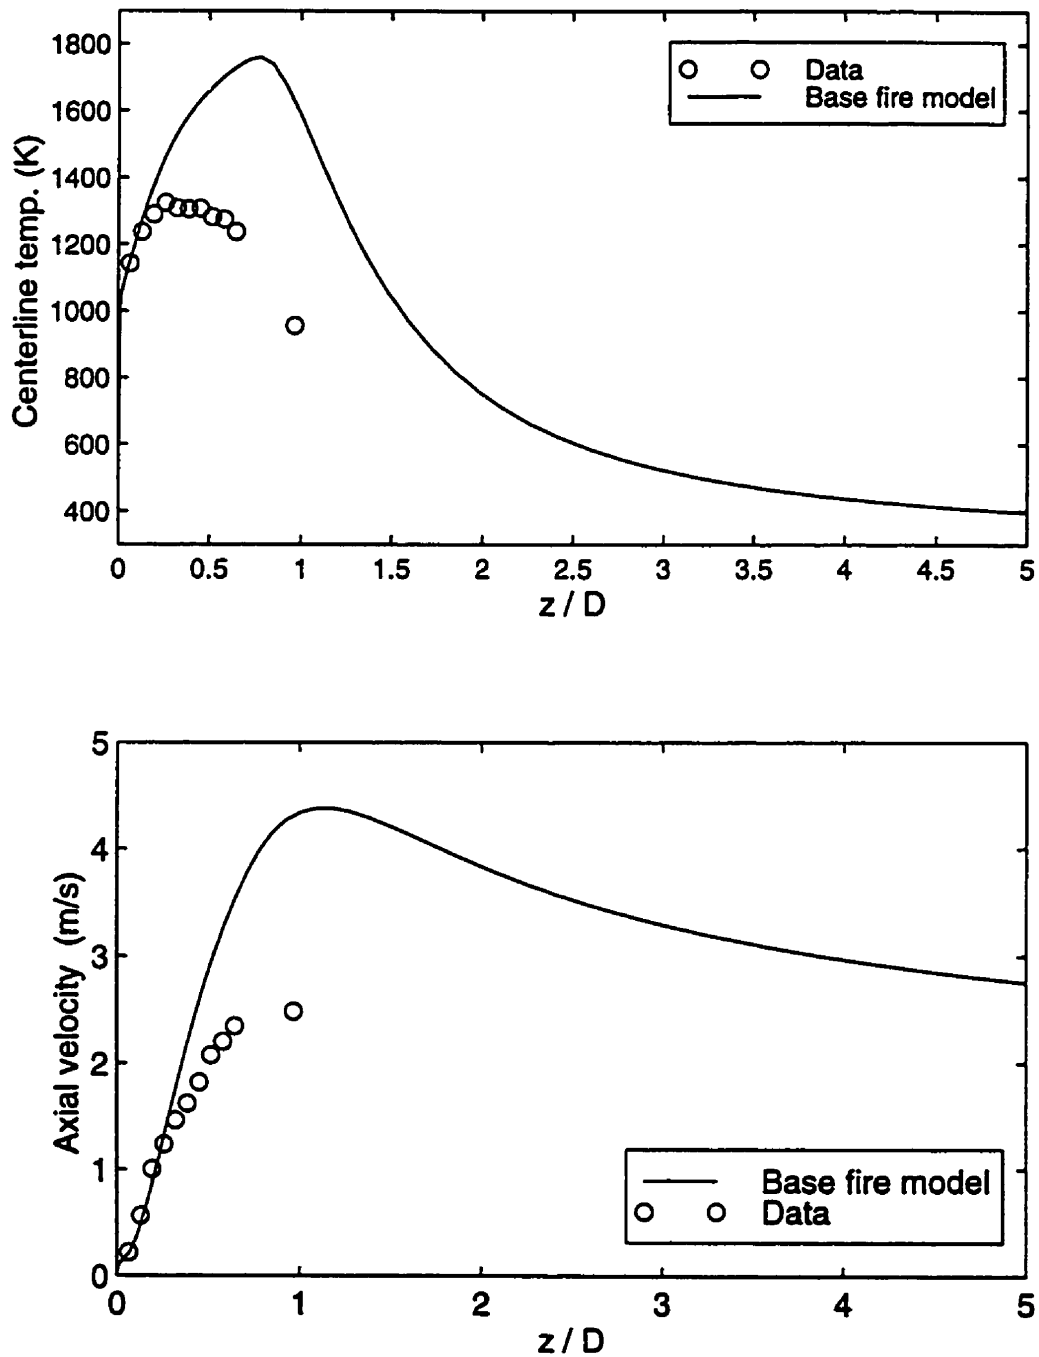 1800
1600
1400
1200
1000
800
600
400
Centerline temp. (K)
Data
Base fire model
0 0.5 1 1.5 2 2.5 3 3.5 4 4.5 5
z / D
5
4
3
2
1
0
Axial velocity (m/s)
Base fire model
Data
0 1 2 3 4 5
z / D